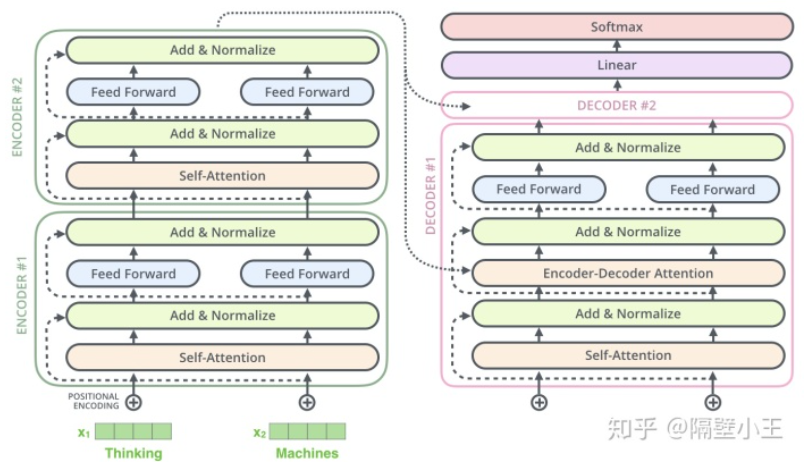 ENCODER #2
Add & Normalize
Feed Forward Feed Forward
Add & Normalize
Self-Attention
ENCODER #1
Add & Normalize
Feed Forward Feed Forward
Add & Normalize
Self-Attention
POSITIONAL
ENCODING
x₁ x₂
Thinking Machines
Softmax
Linear
DECODER #2
DECODER #1
Add & Normalize
Feed Forward Feed Forward
Add & Normalize
Encoder-Decoder Attention
Add & Normalize
Self-Attention
知乎 @隔壁小王